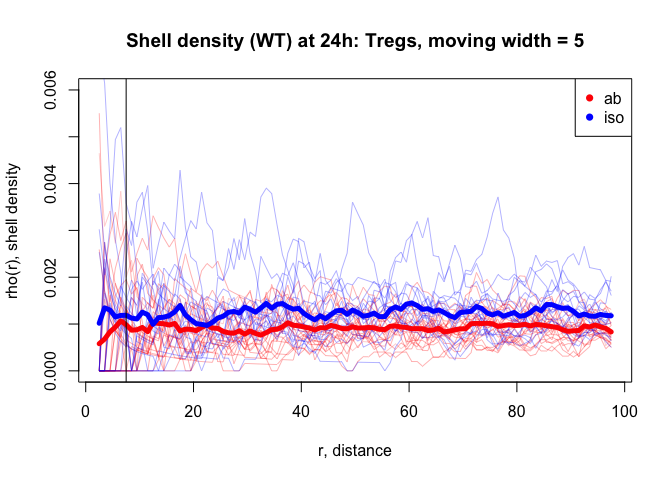 Shell density (WT) at 24h: Tregs, moving width = 5
rho(r), shell density
0.006
0.004
0.002
0.000
ab
iso
0
20
40
60
80
100
r, distance